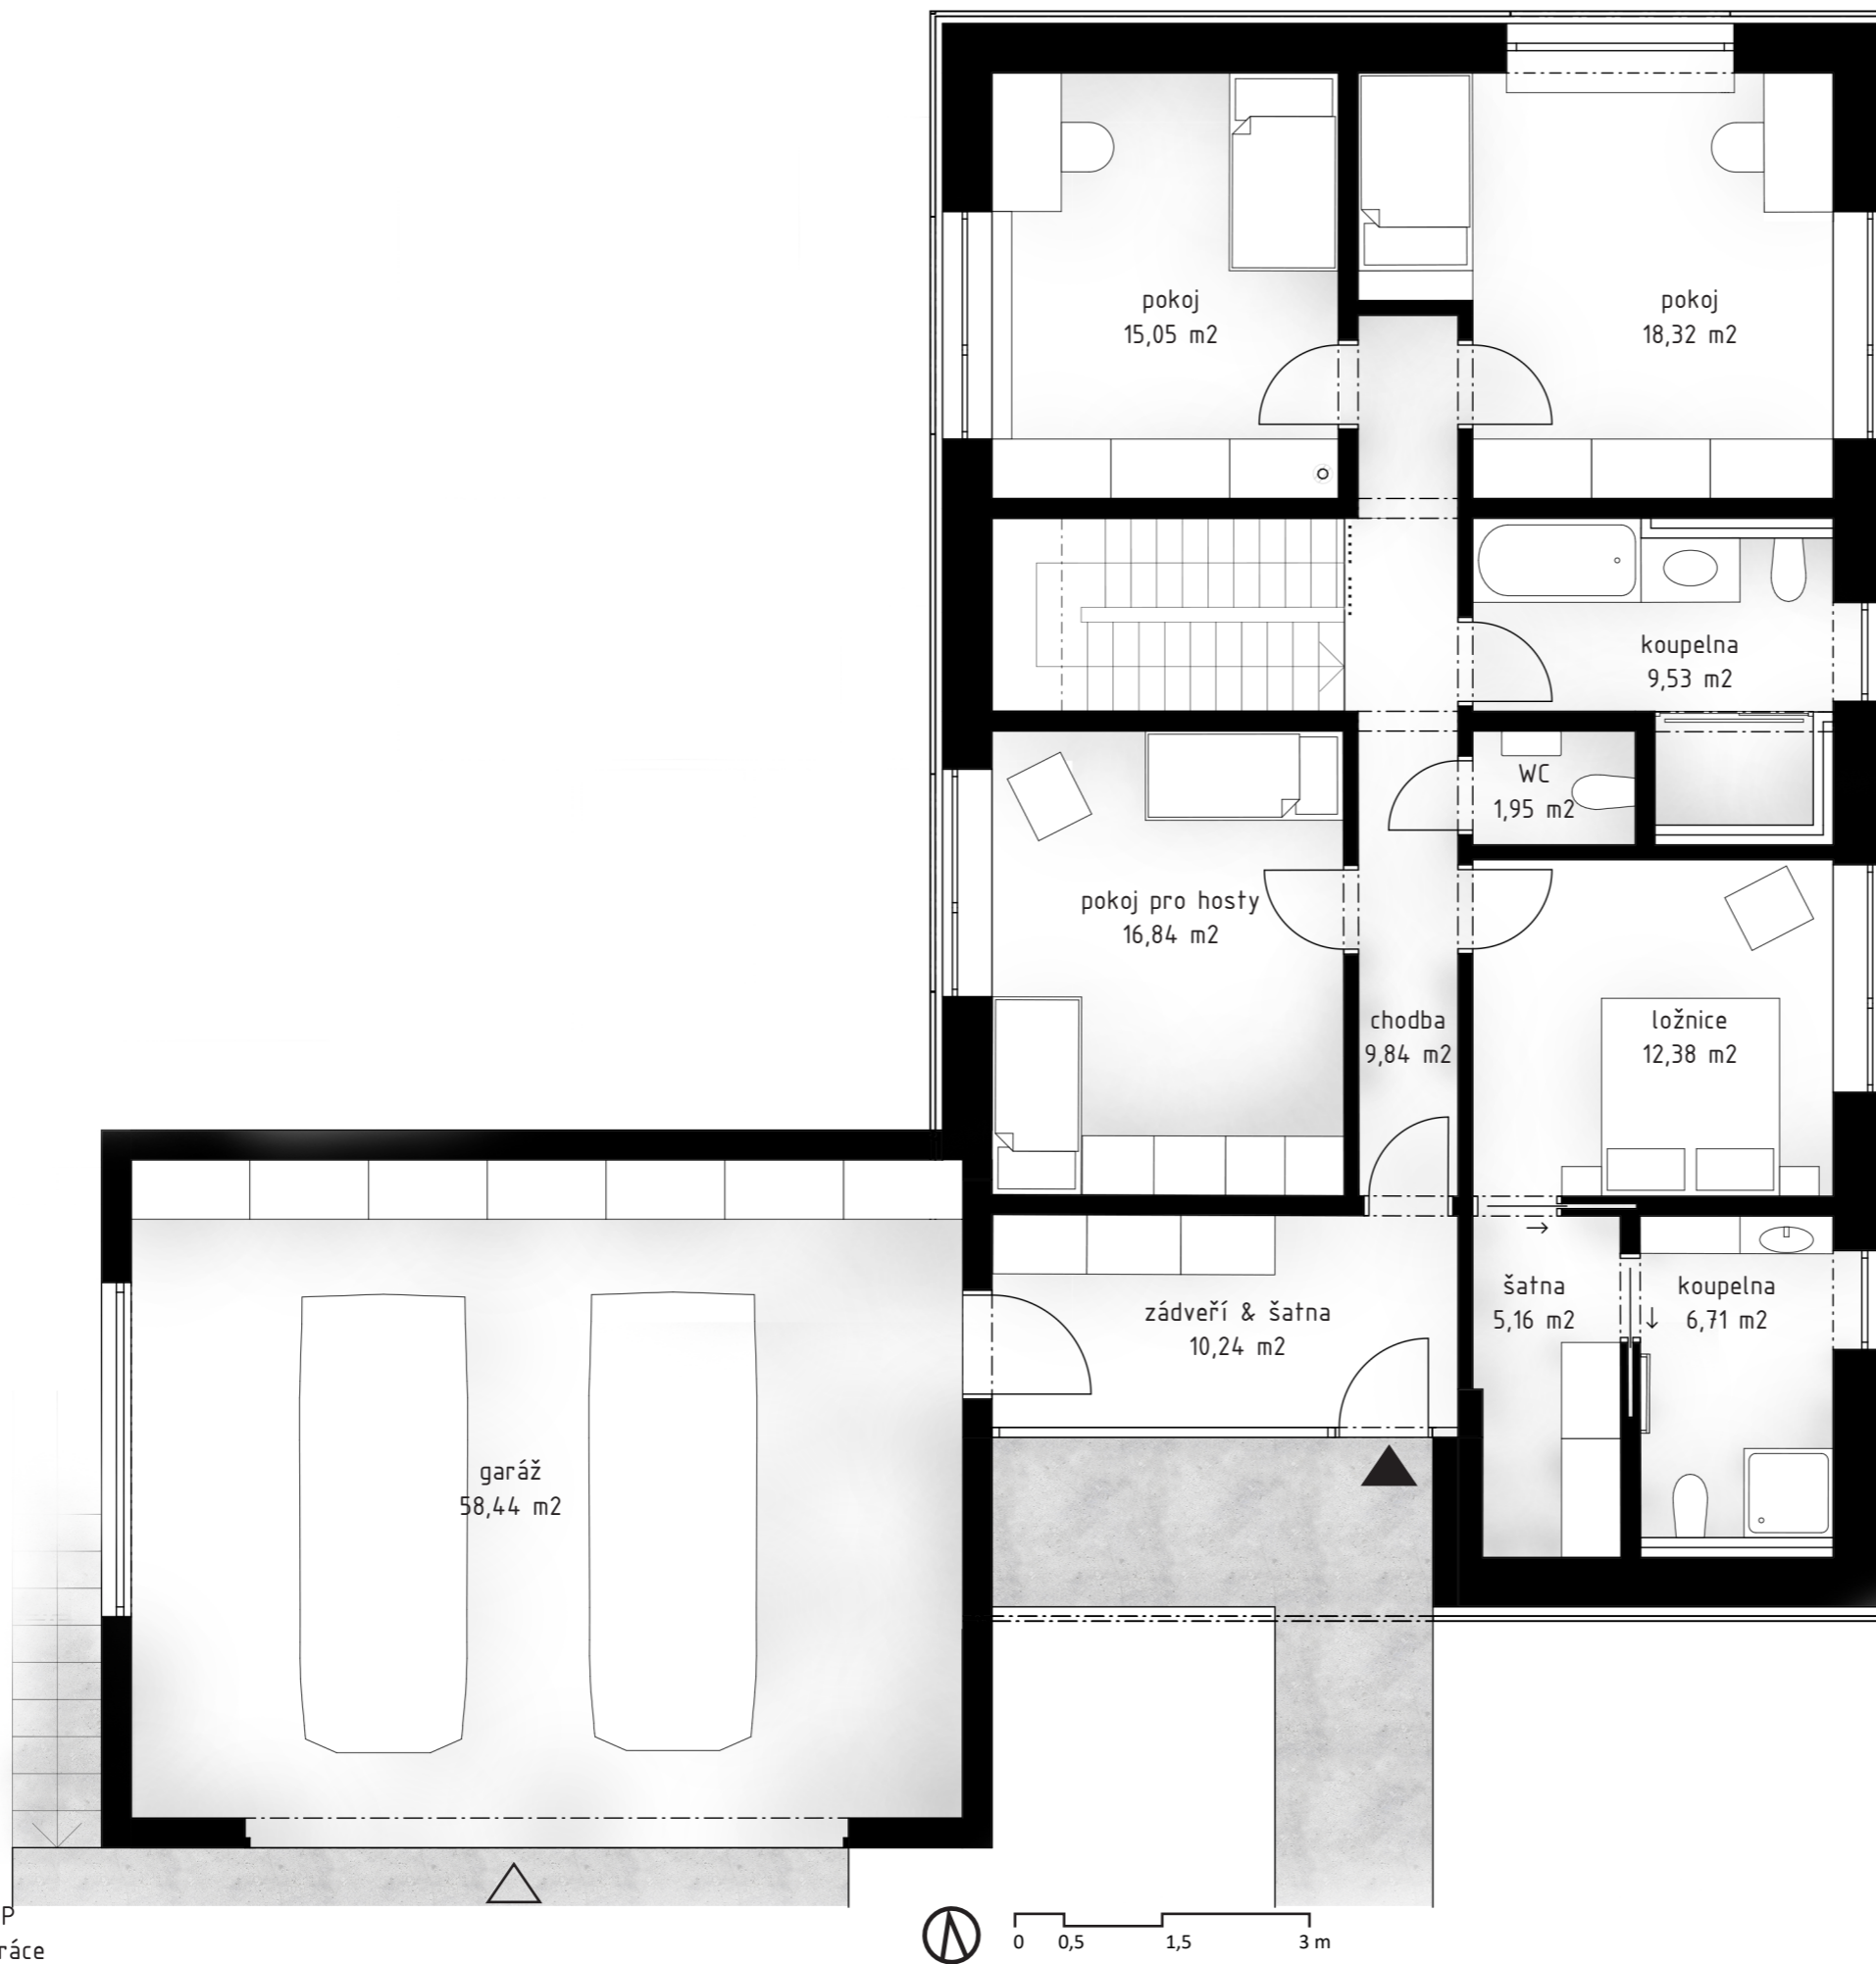 pokoj
15,05 m2
pokoj
18,32 m2
koupelna
9,53 m2
WC
1,95 m2
pokoj pro hosty
16,84 m2
chodba
9,84 m2
ložnice
12,38 m2
zádveří & šatna
10,24 m2
šatna
5,16 m2
koupelna
6,71 m2
garáž
58,44 m2
P
ráce
0 0,5 1,5 3 m